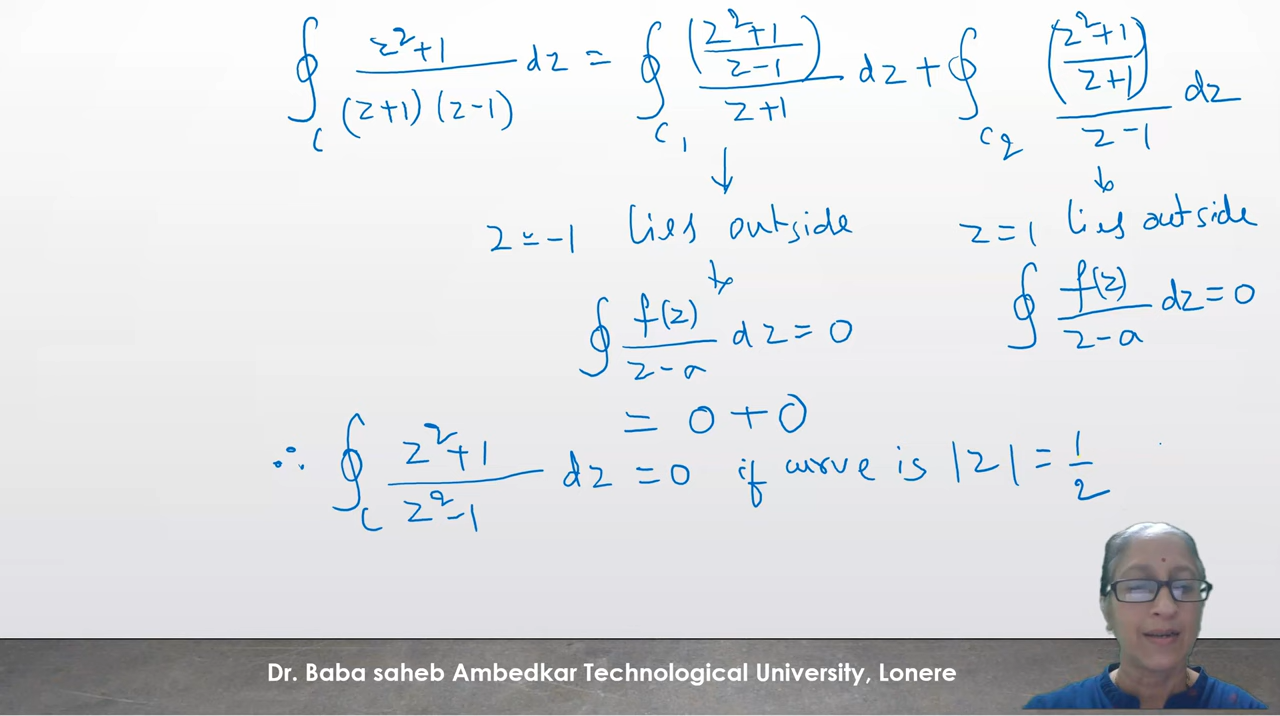 ∮_C (z²+1)/((z+1)(z-1)) dz = ∮_C₁ ((z²+1)/(z-1))/(z+1) dz + ∮_C₂ ((z²+1)/(z+1))/(z-1) dz
↓ ↓
z = -1 lies outside z = 1 lies outside
↓
∮ f(z)/(z-a) dz = 0 ∮ f(z)/(z-a) dz = 0
= 0 + 0
∴ ∮_C (z²+1)/(z²-1) dz = 0 if curve is |z| = 1/2
Dr. Baba saheb Ambedkar Technological University, Lonere